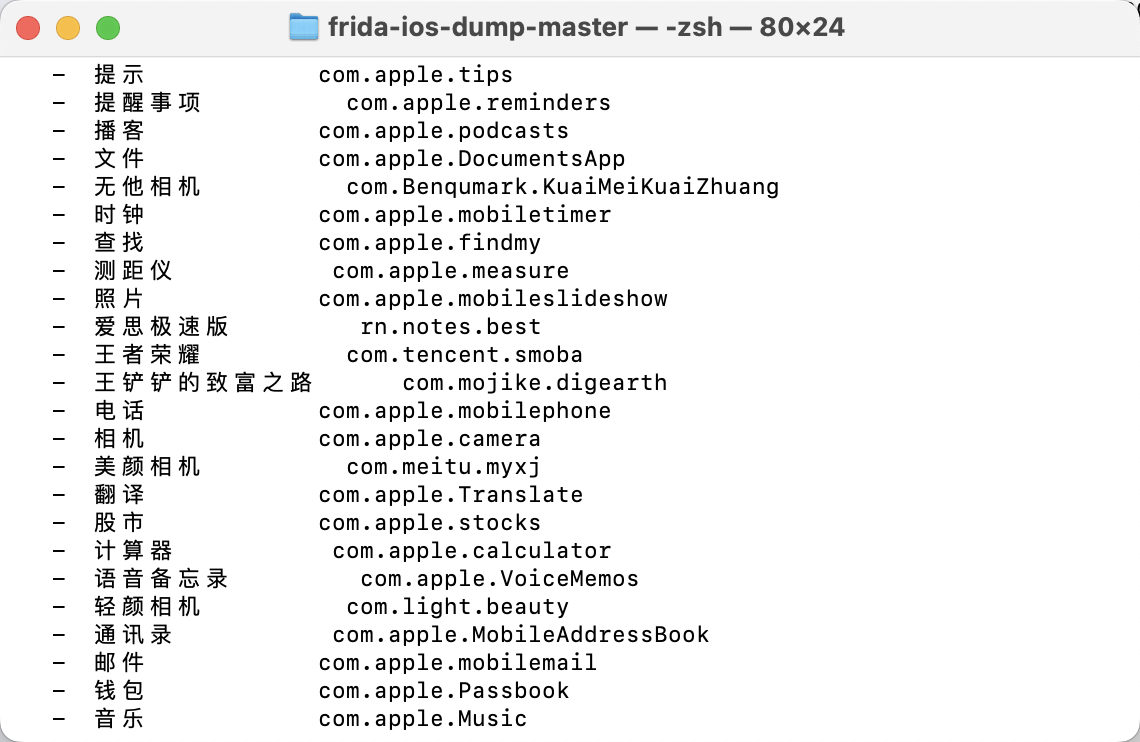 frida-ios-dump-master — -zsh — 80×24
- 提示 com.apple.tips
- 提醒事项 com.apple.reminders
- 播客 com.apple.podcasts
- 文件 com.apple.DocumentsApp
- 无他相机 com.Benqumark.KuaiMeiKuaiZhuang
- 时钟 com.apple.mobiletimer
- 查找 com.apple.findmy
- 测距仪 com.apple.measure
- 照片 com.apple.mobileslideshow
- 爱思极速版 rn.notes.best
- 王者荣耀 com.tencent.smoba
- 王铲铲的致富之路 com.mojike.digearth
- 电话 com.apple.mobilephone
- 相机 com.apple.camera
- 美颜相机 com.meitu.myxj
- 翻译 com.apple.Translate
- 股市 com.apple.stocks
- 计算器 com.apple.calculator
- 语音备忘录 com.apple.VoiceMemos
- 轻颜相机 com.light.beauty
- 通讯录 com.apple.MobileAddressBook
- 邮件 com.apple.mobilemail
- 钱包 com.apple.Passbook
- 音乐 com.apple.Music